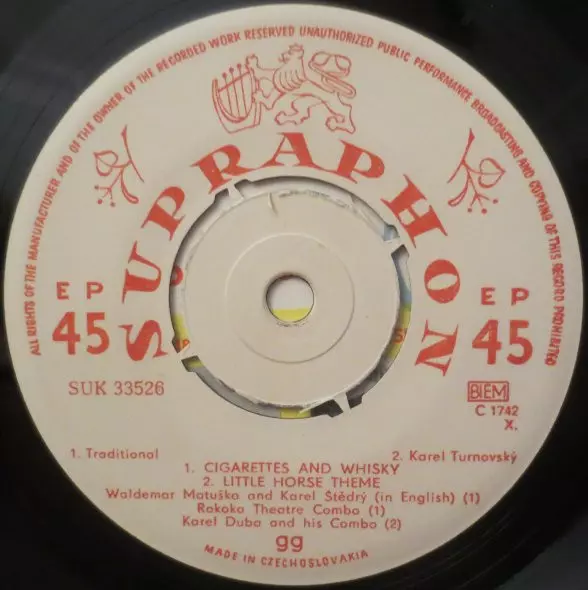 ALL RIGHTS OF THE MANUFACTURER AND OF THE OWNER OF THE RECORDED WORK RESERVED UNAUTHORIZED PUBLIC PERFORMANCE BROADCASTING AND COPYING OF THIS RECORD PROHIBITED
SUPRAPHON
EP
45
EP
45
SUK 33526
BIEM
C 1742
X.
1. Traditional
2. Karel Turnovský
1. CIGARETTES AND WHISKY
2. LITTLE HORSE THEME
Waldemar Matuška and Karel Štědrý (in English) (1)
Rokoko Theatre Combo (1)
Karel Duba and his Combo (2)
gg
MADE IN CZECHOSLOVAKIA